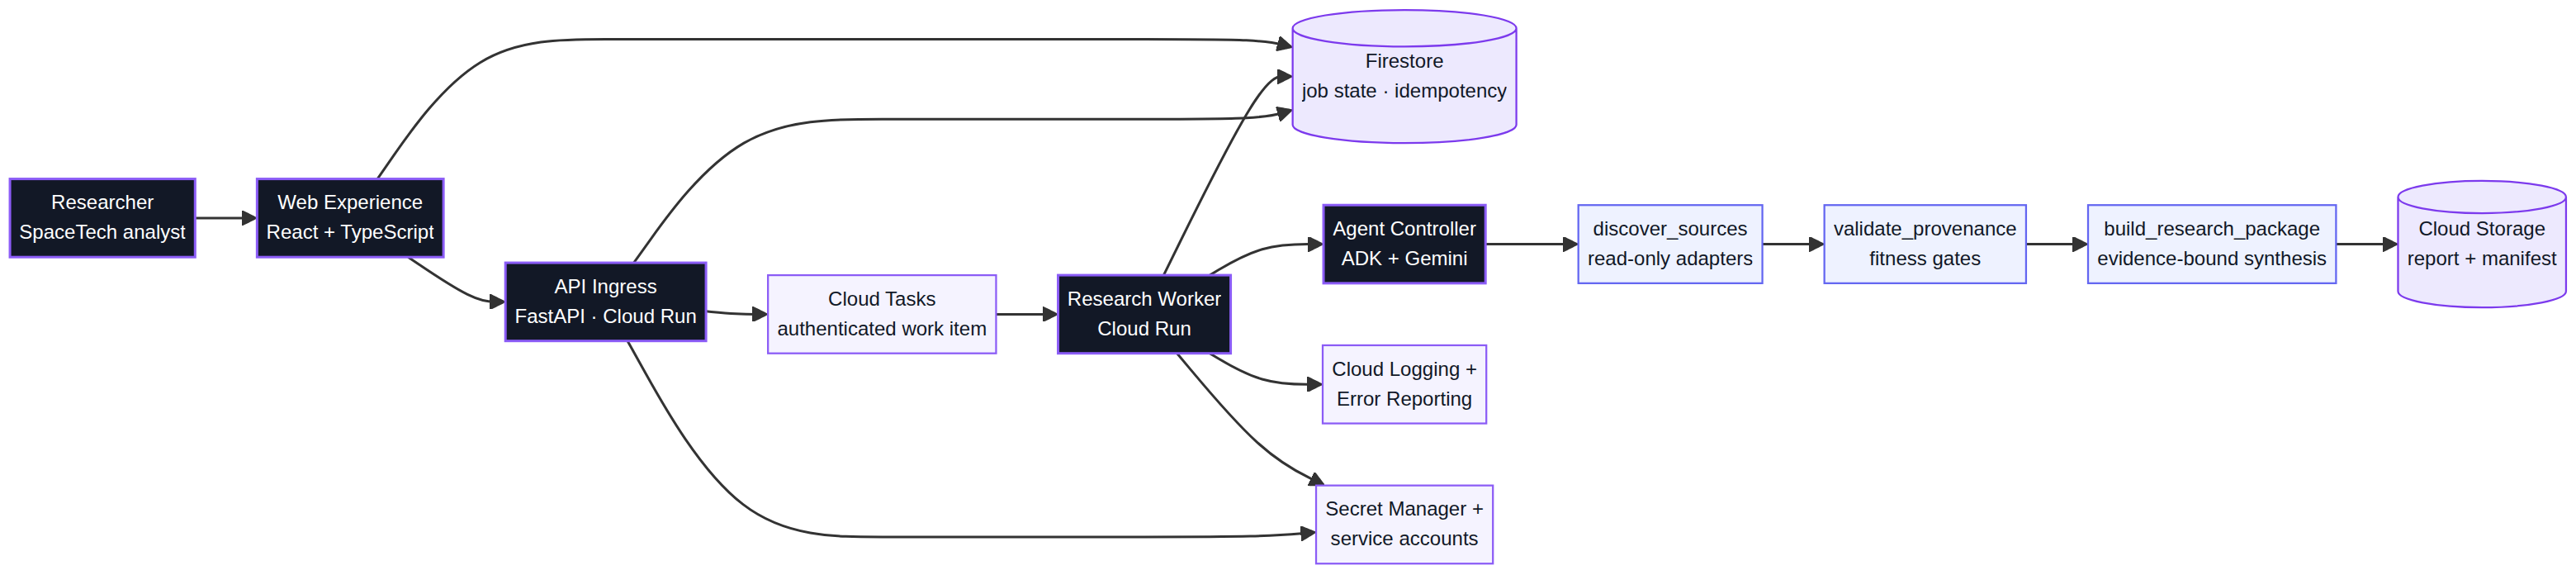 Firestore
job state · idempotency
Researcher
SpaceTech analyst
Web Experience
React + TypeScript
API Ingress
FastAPI · Cloud Run
Cloud Tasks
authenticated work item
Research Worker
Cloud Run
Agent Controller
ADK + Gemini
discover_sources
read-only adapters
validate_provenance
fitness gates
build_research_package
evidence-bound synthesis
Cloud Storage
report + manifest
Cloud Logging +
Error Reporting
Secret Manager +
service accounts